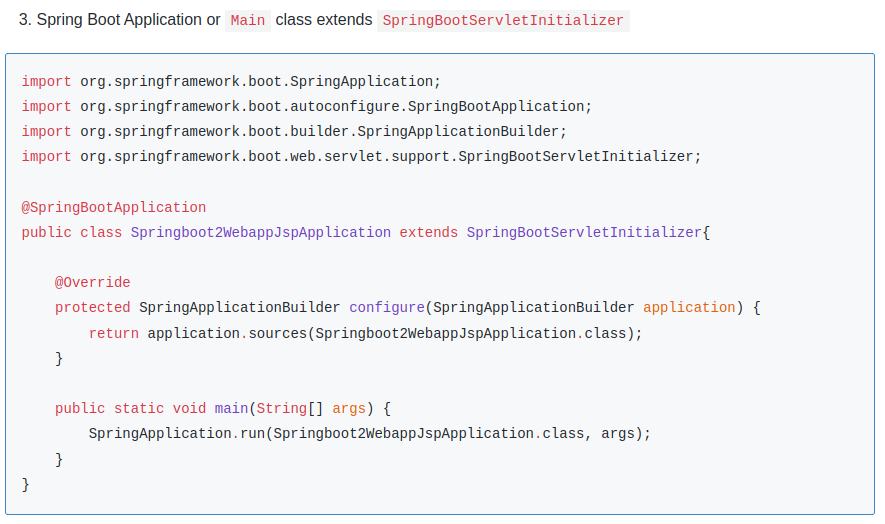 3. Spring Boot Application or Main class extends SpringBootServletInitializer
import org.springframework.boot.SpringApplication;
import org.springframework.boot.autoconfigure.SpringBootApplication;
import org.springframework.boot.builder.SpringApplicationBuilder;
import org.springframework.boot.web.servlet.support.SpringBootServletInitializer;

@SpringBootApplication
public class Springboot2WebappJspApplication extends SpringBootServletInitializer{

    @Override
    protected SpringApplicationBuilder configure(SpringApplicationBuilder application) {
        return application.sources(Springboot2WebappJspApplication.class);
    }

    public static void main(String[] args) {
        SpringApplication.run(Springboot2WebappJspApplication.class, args);
    }
}